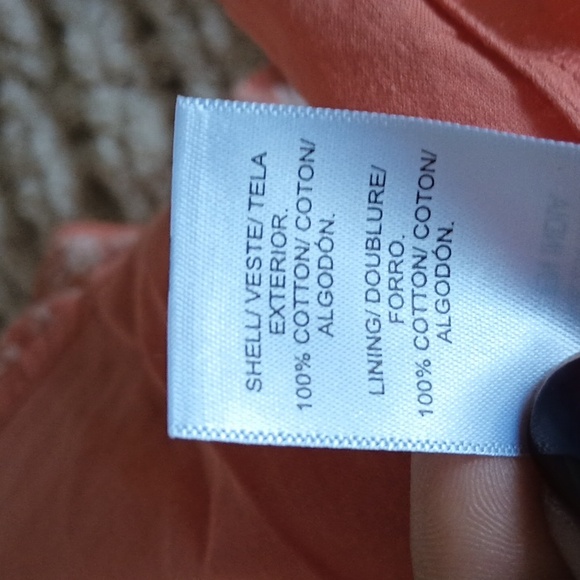 SHELL/ VESTE/ TELA
EXTERIOR.
100% COTTON/ COTON/
ALGODÓN.
LINING/ DOUBLURE/
FORRO.
100% COTTON/ COTON/
ALGODÓN.